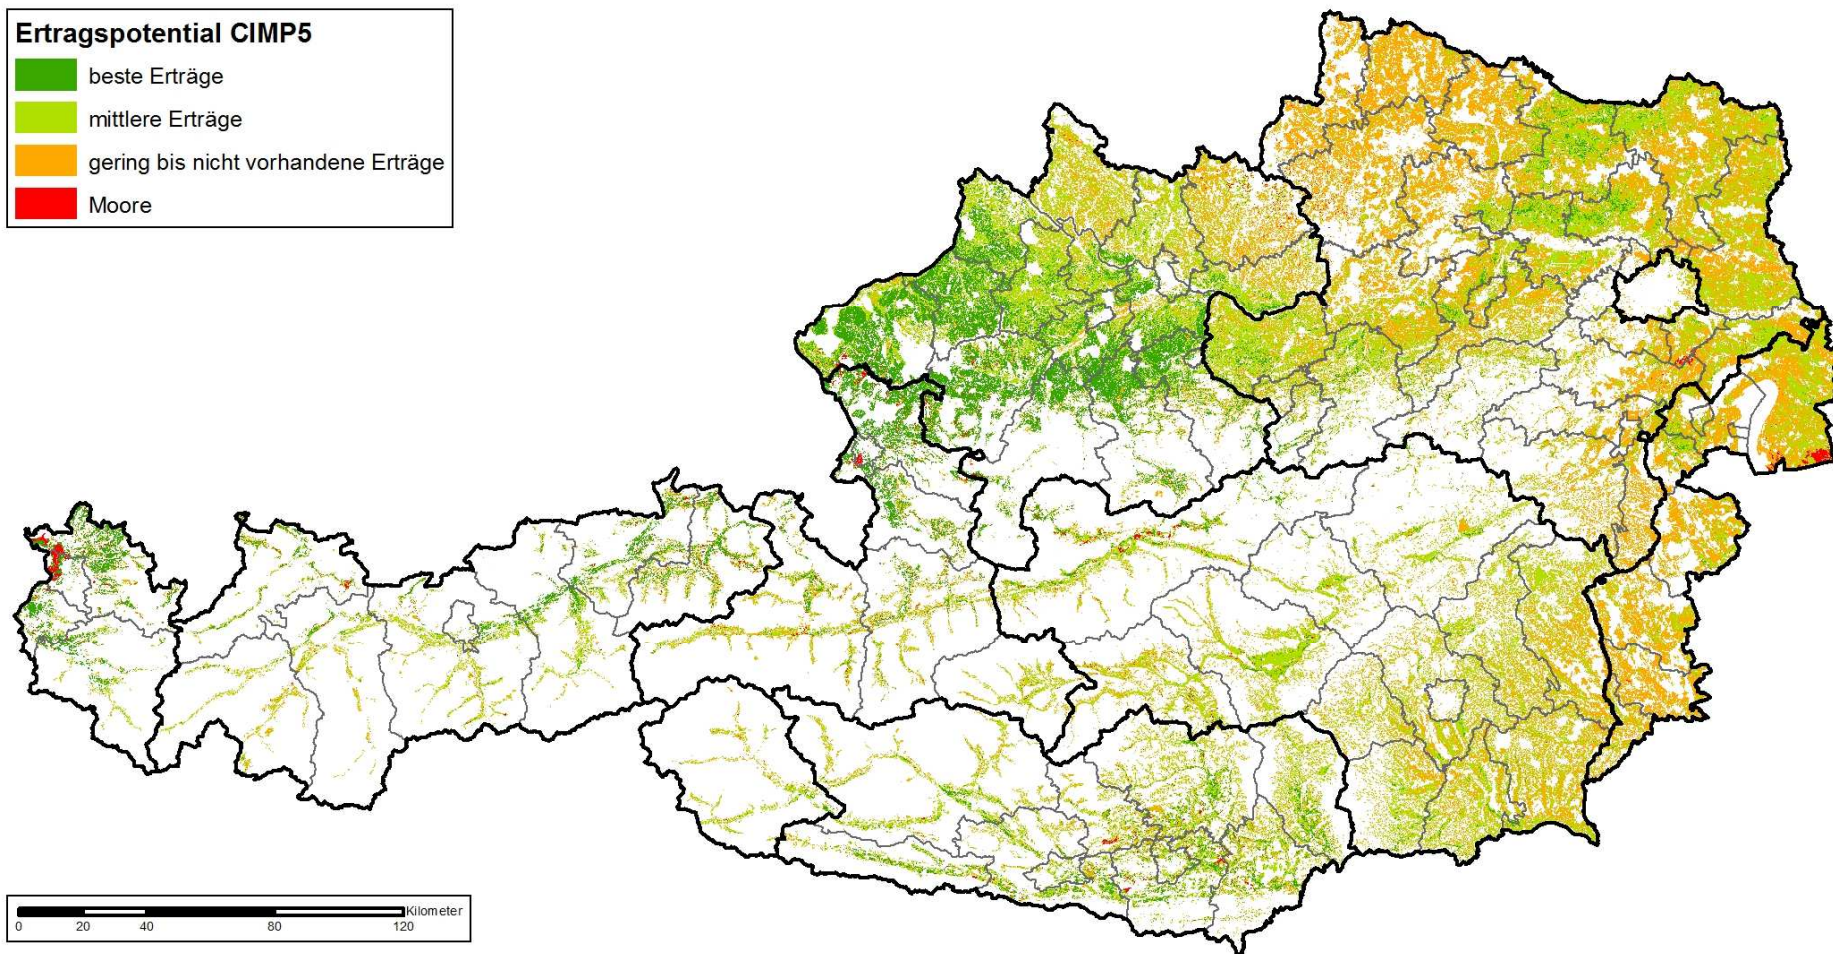 Ertragspotential CIMP5
beste Erträge
mittlere Erträge
gering bis nicht vorhandene Erträge
Moore
Kilometer
0 20 40 80 120